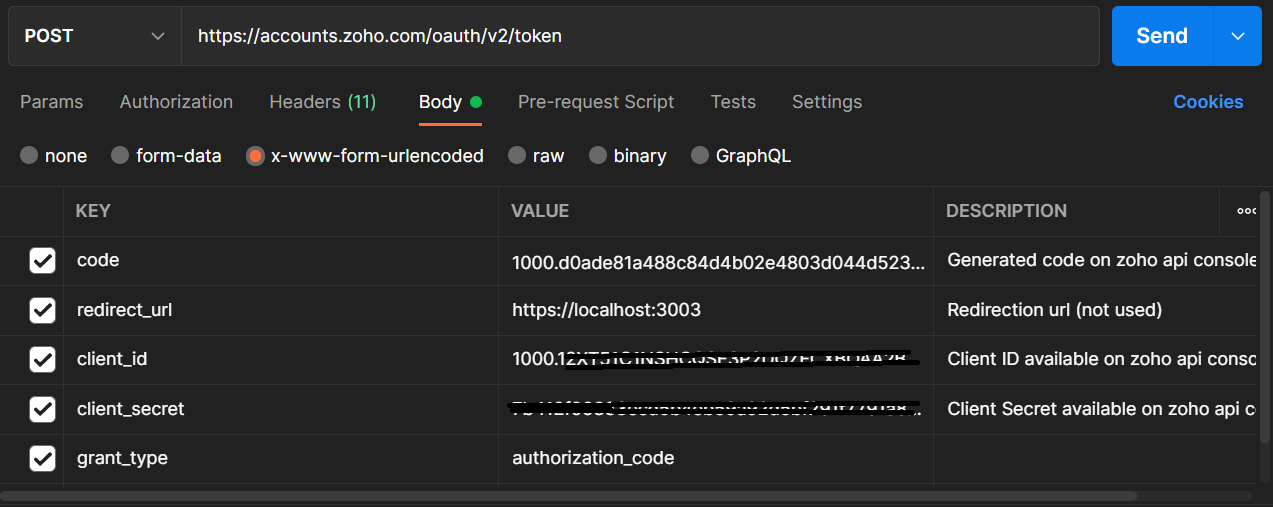 POST https://accounts.zoho.com/oauth/v2/token Send
Params Authorization Headers (11) Body Pre-request Script Tests Settings Cookies
none form-data x-www-form-urlencoded raw binary GraphQL
KEY VALUE DESCRIPTION
code 1000.d0ade81a488c84d4b02e4803d044d523... Generated code on zoho api console
redirect_url https://localhost:3003 Redirection url (not used)
client_id Client ID available on zoho api conso
client_secret Client Secret available on zoho api c
grant_type authorization_code